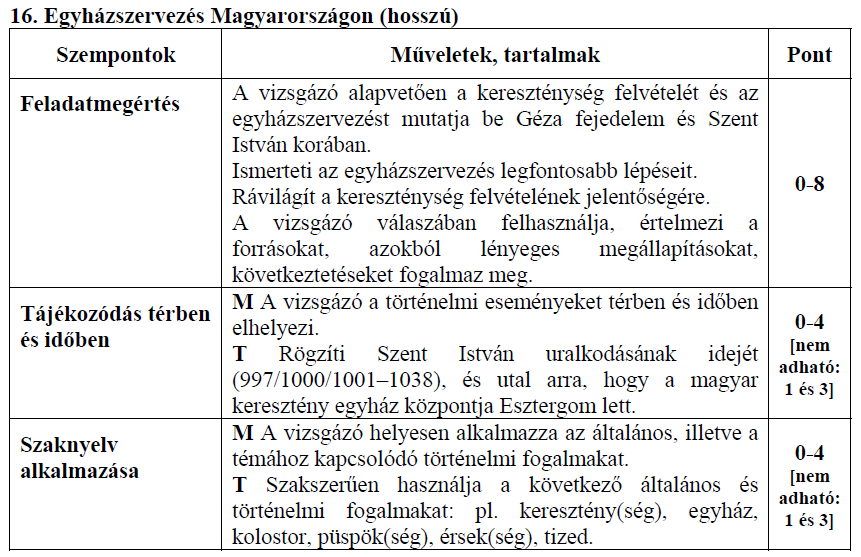 16. Egyházszervezés Magyarországon (hosszú)
Szempontok
Műveletek, tartalmak
Pont
Feladatmegértés
A vizsgázó alapvetően a kereszténység felvételét és az
egyházszervezést mutatja be Géza fejedelem és Szent
István korában.
Ismerteti az egyházszervezés legfontosabb lépéseit.
Rávilágít a kereszténység felvételének jelentőségére.
A vizsgázó válaszában felhasználja, értelmezi a
forrásokat, azokból lényeges megállapításokat,
következtetéseket fogalmaz meg.
0-8
Tájékozódás térben
és időben
M A vizsgázó a történelmi eseményeket térben és időben
elhelyezi.
T Rögzíti Szent István uralkodásának idejét
(997/1000/1001–1038), és utal arra, hogy a magyar
keresztény egyház központja Esztergom lett.
0-4
[nem
adható:
1 és 3]
Szaknyelv
alkalmazása
M A vizsgázó helyesen alkalmazza az általános, illetve a
témához kapcsolódó történelmi fogalmakat.
T Szakszerűen használja a következő általános és
történelmi fogalmakat: pl. keresztény(ség), egyház,
kolostor, püspök(ség), érsek(ség), tized.
0-4
[nem
adható:
1 és 3]